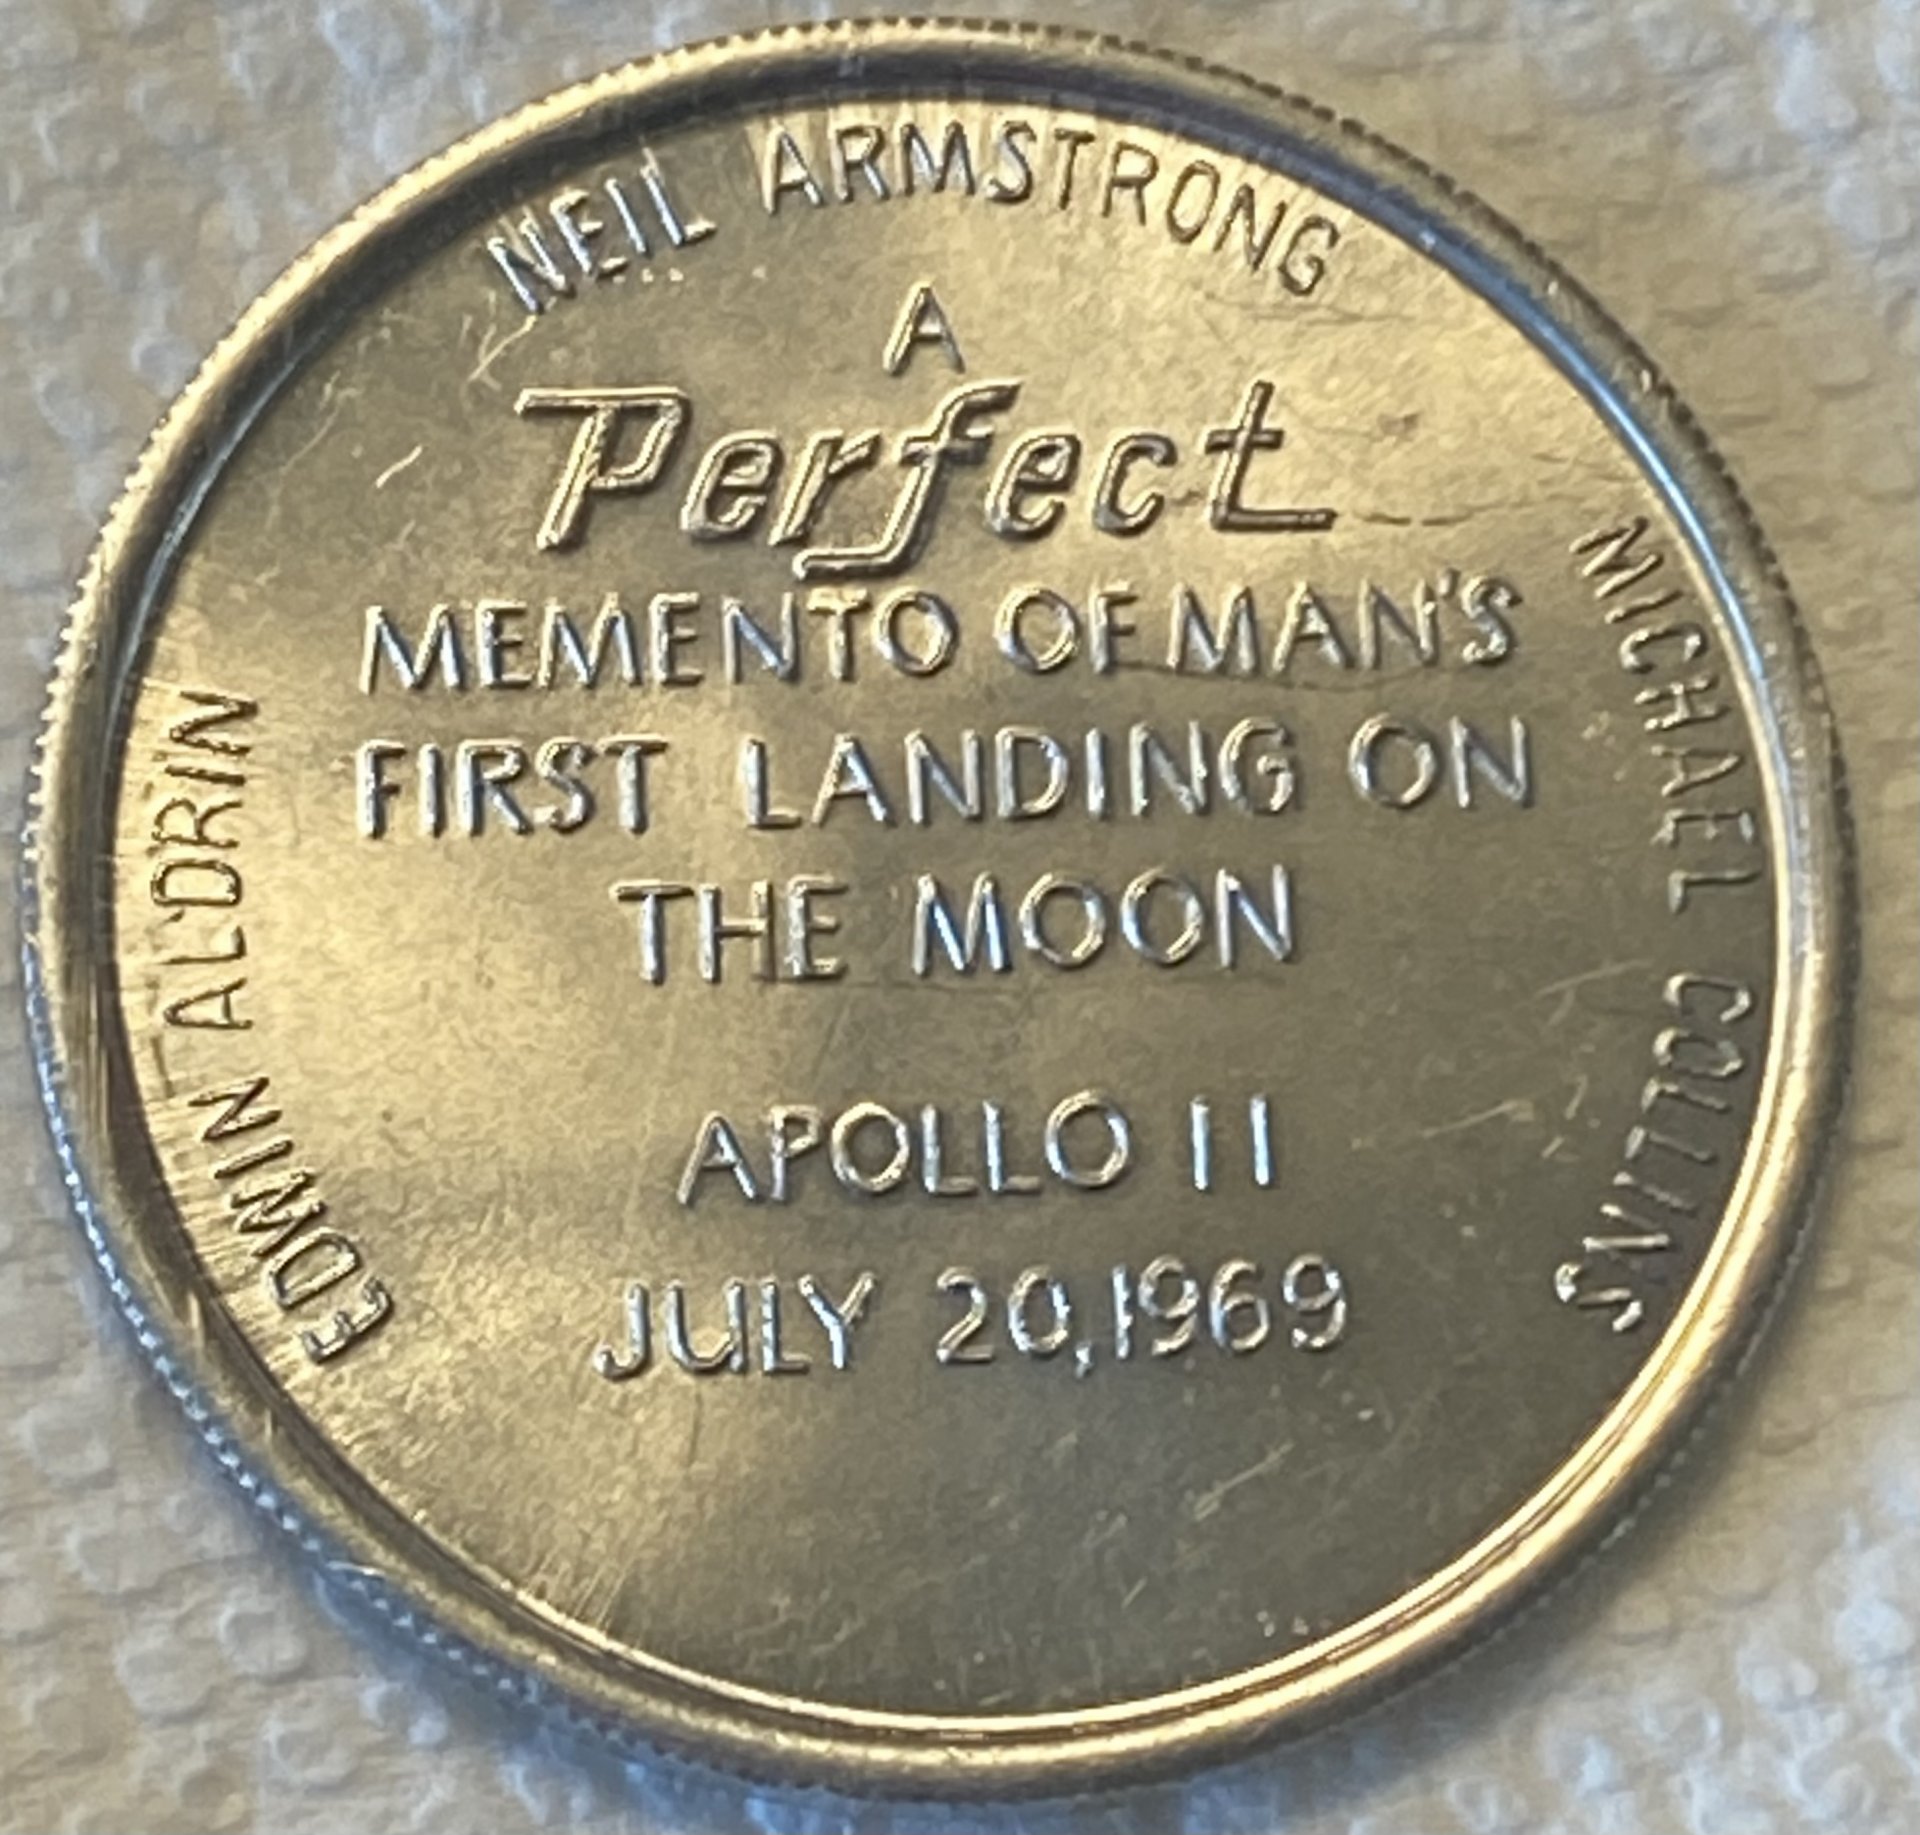 NEIL ARMSTRONG
A
Perfect
MEMENTO OF MAN'S
FIRST LANDING ON
THE MOON
APOLLO 11
JULY 20, 1969
EDWIN ALDRIN
MICHAEL COLLINS